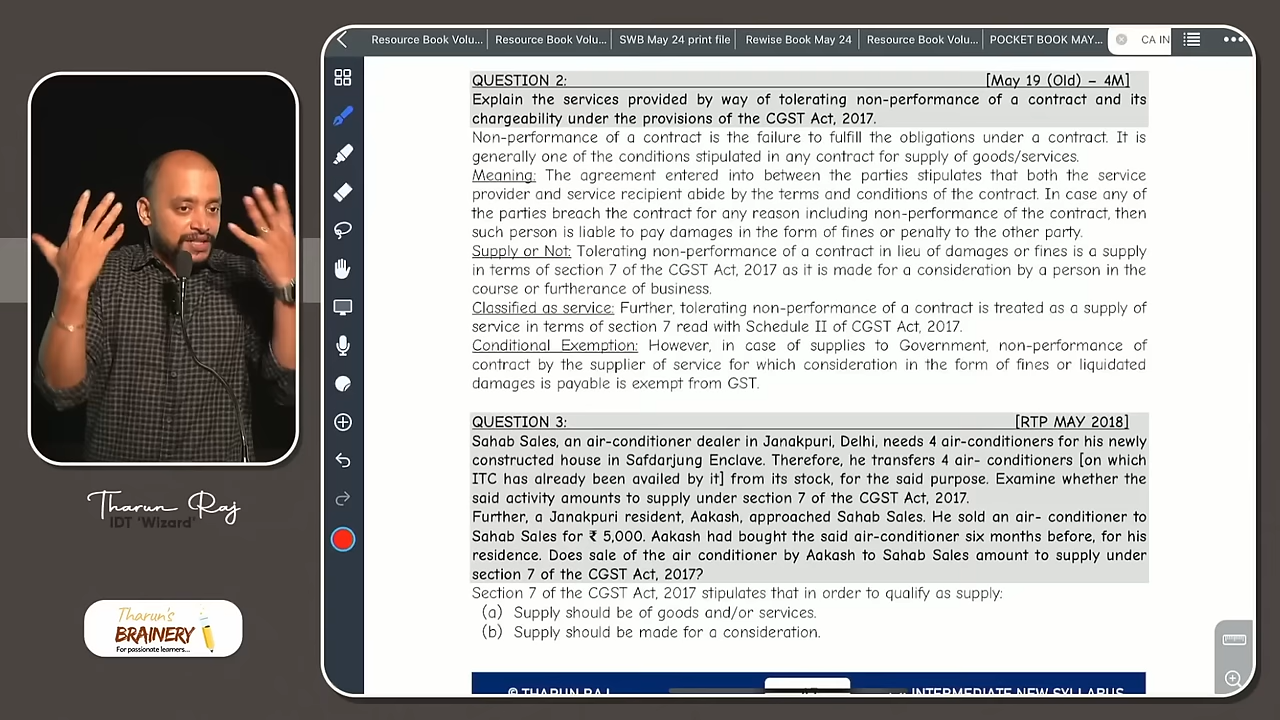 Resource Book Volu...
Resource Book Volu...
SWB May 24 print file
Rewise Book May 24
Resource Book Volu...
POCKET BOOK MAY...
CA IN
QUESTION 2: [May 19 (Old) – 4M]
Explain the services provided by way of tolerating non-performance of a contract and its
chargeability under the provisions of the CGST Act, 2017.
Non-performance of a contract is the failure to fulfill the obligations under a contract. It is
generally one of the conditions stipulated in any contract for supply of goods/services.
Meaning: The agreement entered into between the parties stipulates that both the service
provider and service recipient abide by the terms and conditions of the contract. In case any of
the parties breach the contract for any reason including non-performance of the contract, then
such person is liable to pay damages in the form of fines or penalty to the other party.
Supply or Not: Tolerating non-performance of a contract in lieu of damages or fines is a supply
in terms of section 7 of the CGST Act, 2017 as it is made for a consideration by a person in the
course or furtherance of business.
Classified as service: Further, tolerating non-performance of a contract is treated as a supply of
service in terms of section 7 read with Schedule II of CGST Act, 2017.
Conditional Exemption: However, in case of supplies to Government, non-performance of
contract by the supplier of service for which consideration in the form of fines or liquidated
damages is payable is exempt from GST.
QUESTION 3: [RTP MAY 2018]
Sahab Sales, an air-conditioner dealer in Janakpuri, Delhi, needs 4 air-conditioners for his newly
constructed house in Safdarjung Enclave. Therefore, he transfers 4 air- conditioners [on which
ITC has already been availed by it] from its stock, for the said purpose. Examine whether the
said activity amounts to supply under section 7 of the CGST Act, 2017.
Further, a Janakpuri resident, Aakash, approached Sahab Sales. He sold an air- conditioner to
Sahab Sales for ₹ 5,000. Aakash had bought the said air-conditioner six months before, for his
residence. Does sale of the air conditioner by Aakash to Sahab Sales amount to supply under
section 7 of the CGST Act, 2017?
Section 7 of the CGST Act, 2017 stipulates that in order to qualify as supply:
(a) Supply should be of goods and/or services.
(b) Supply should be made for a consideration.
© THARUN RAJ
INTERMEDIATE NEW SYLLABUS
Tharun Raj
IDT 'Wizard'
Tharun's
BRAINERY
For passionate learners...